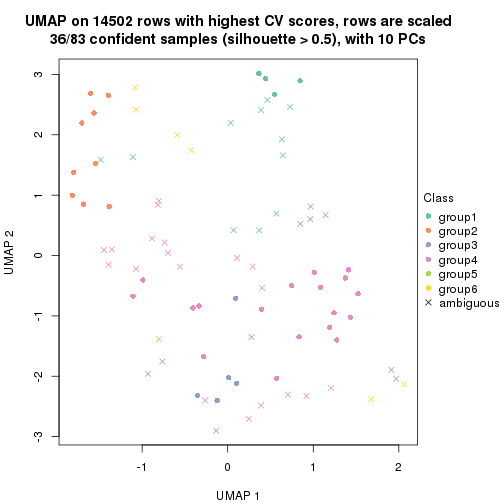 UMAP on 14502 rows with highest CV scores, rows are scaled
36/83 confident samples (silhouette > 0.5), with 10 PCs
3
2
1
0
-1
-2
-3
UMAP 2
-1
0
1
2
UMAP 1
Class
group1
group2
group3
group4
group5
group6
ambiguous